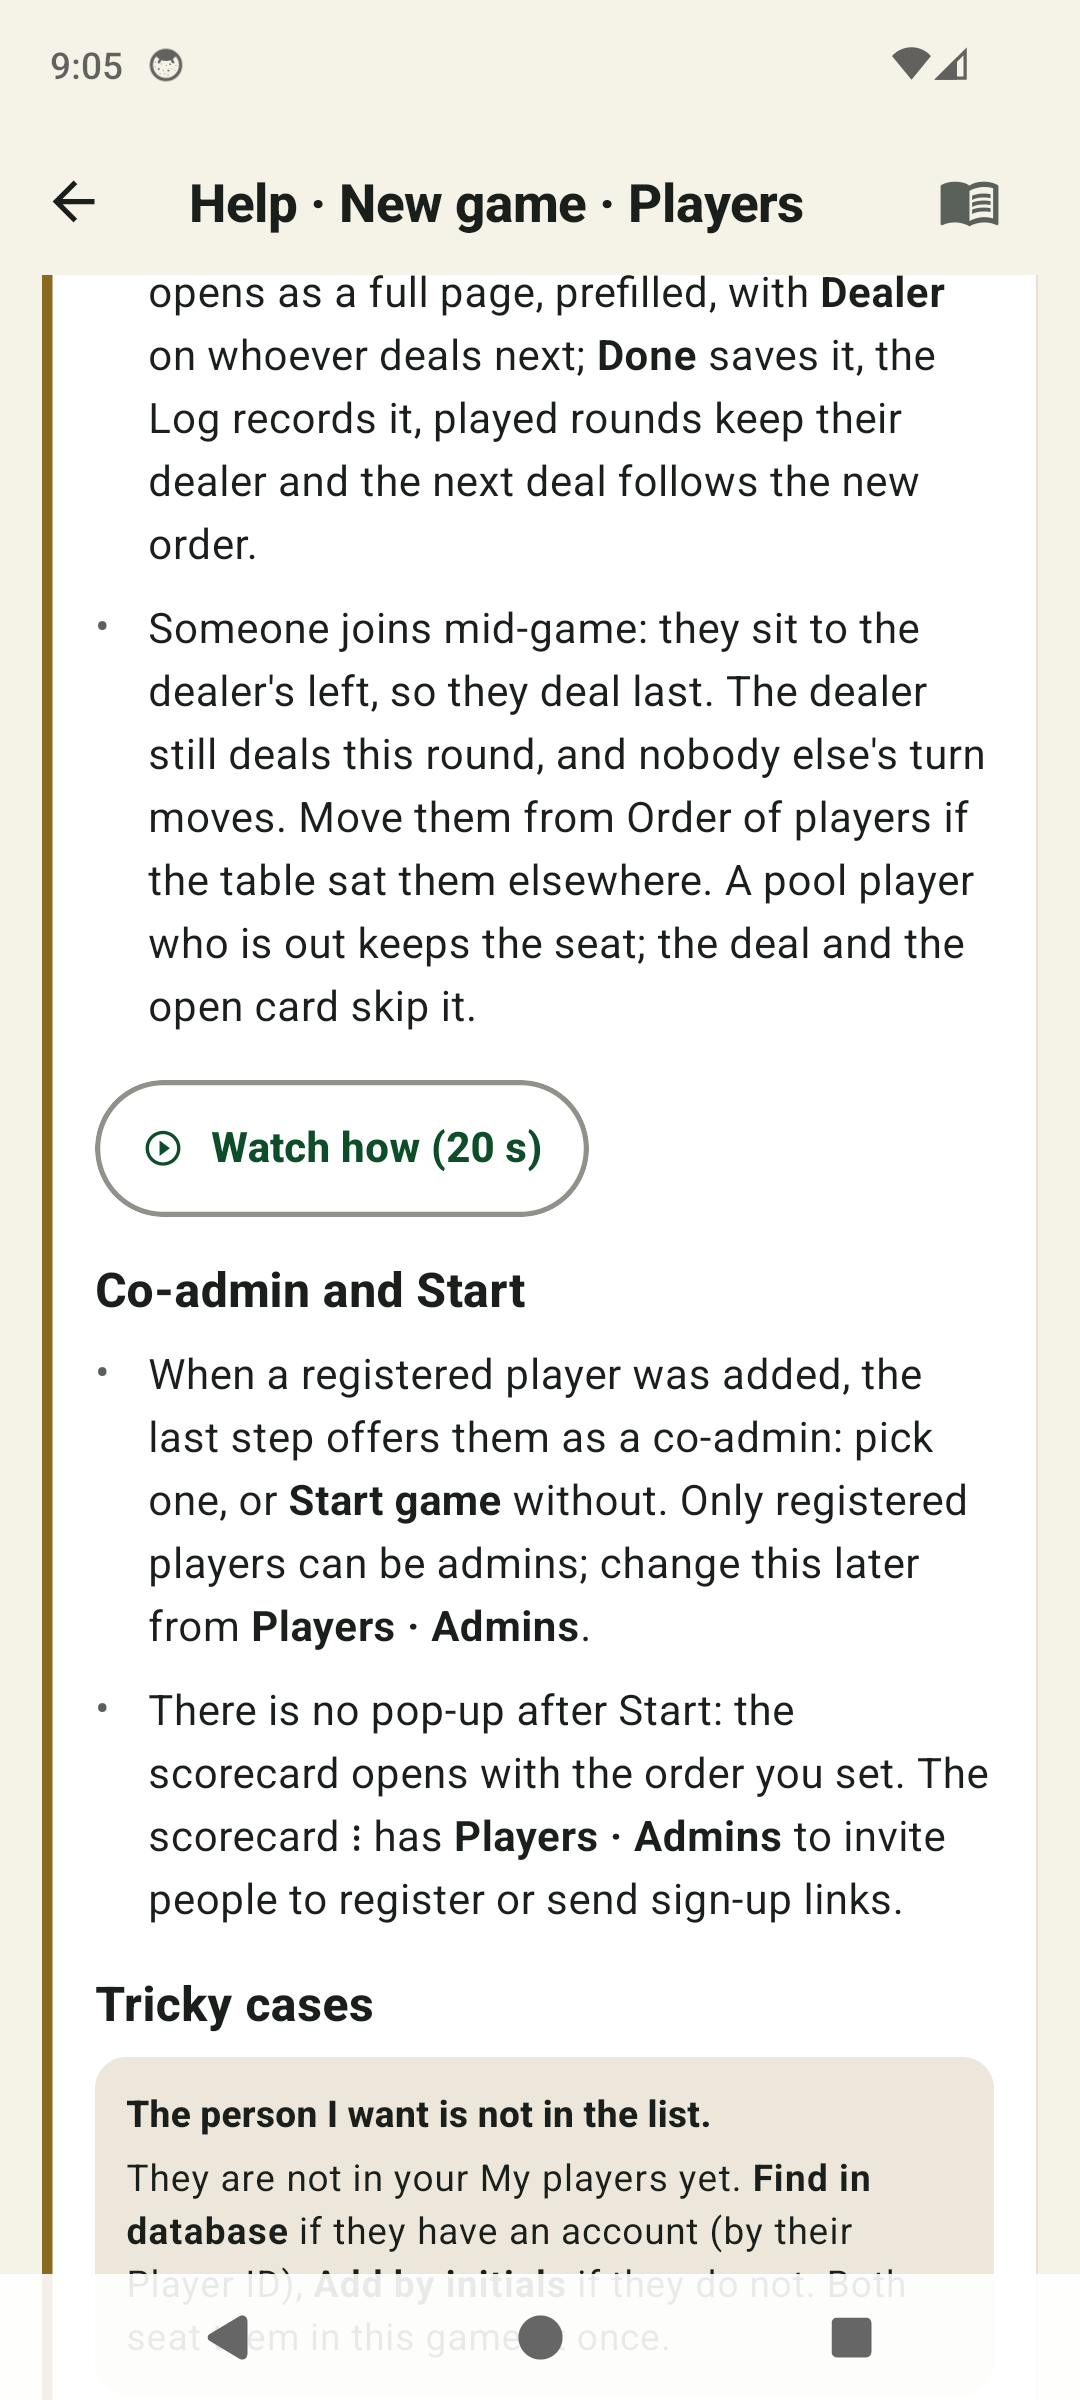 9:05
Help · New game · Players
opens as a full page, prefilled, with Dealer
on whoever deals next; Done saves it, the
Log records it, played rounds keep their
dealer and the next deal follows the new
order.
• Someone joins mid-game: they sit to the
dealer's left, so they deal last. The dealer
still deals this round, and nobody else's turn
moves. Move them from Order of players if
the table sat them elsewhere. A pool player
who is out keeps the seat; the deal and the
open card skip it.
Watch how (20 s)
Co-admin and Start
• When a registered player was added, the
last step offers them as a co-admin: pick
one, or Start game without. Only registered
players can be admins; change this later
from Players · Admins.
• There is no pop-up after Start: the
scorecard opens with the order you set. The
scorecard ⋮ has Players · Admins to invite
people to register or send sign-up links.
Tricky cases
The person I want is not in the list.
They are not in your My players yet. Find in
database if they have an account (by their
Player ID), Add by initials if they do not. Both
seat in this game once.